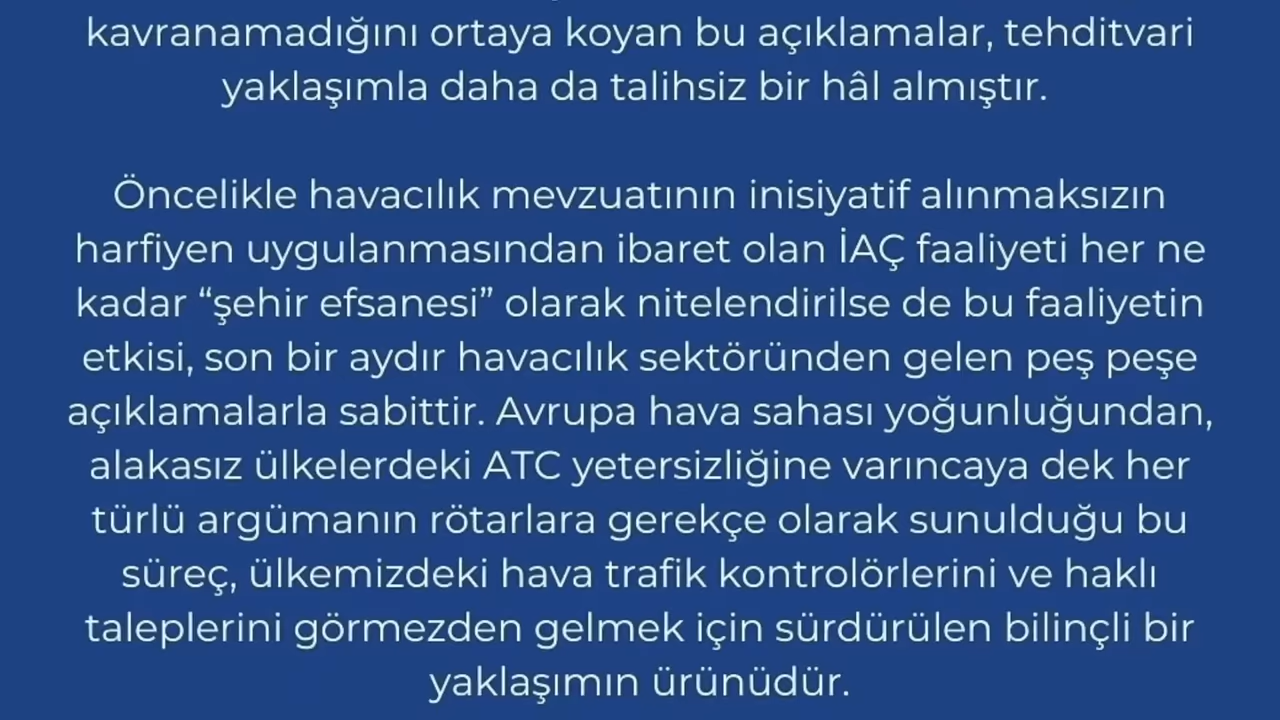 kavranamadığını ortaya koyan bu açıklamalar, tehditvari
yaklaşımla daha da talihsiz bir hâl almıştır.
Öncelikle havacılık mevzuatının inisiyatif alınmaksızın
harfiyen uygulanmasından ibaret olan İAÇ faaliyeti her ne
kadar “şehir efsanesi” olarak nitelendirilse de bu faaliyetin
etkisi, son bir aydır havacılık sektöründen gelen peş peşe
açıklamalarla sabittir. Avrupa hava sahası yoğunluğundan,
alakasız ülkelerdeki ATC yetersizliğine varıncaya dek her
türlü argümanın rötarlara gerekçe olarak sunulduğu bu
süreç, ülkemizdeki hava trafik kontrolörlerini ve haklı
taleplerini görmezden gelmek için sürdürülen bilinçli bir
yaklaşımın ürünüdür.